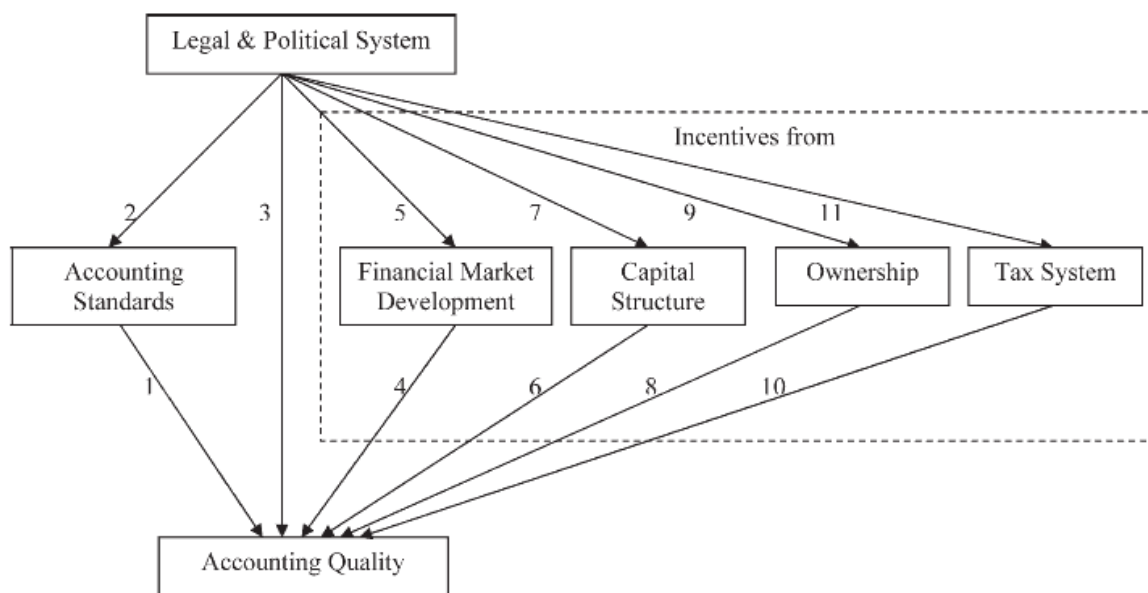 Legal & Political System
Incentives from
2
3
5
7
9
11
Accounting
Standards
Financial Market
Development
Capital
Structure
Ownership
Tax System
1
4
6
8
10
Accounting Quality